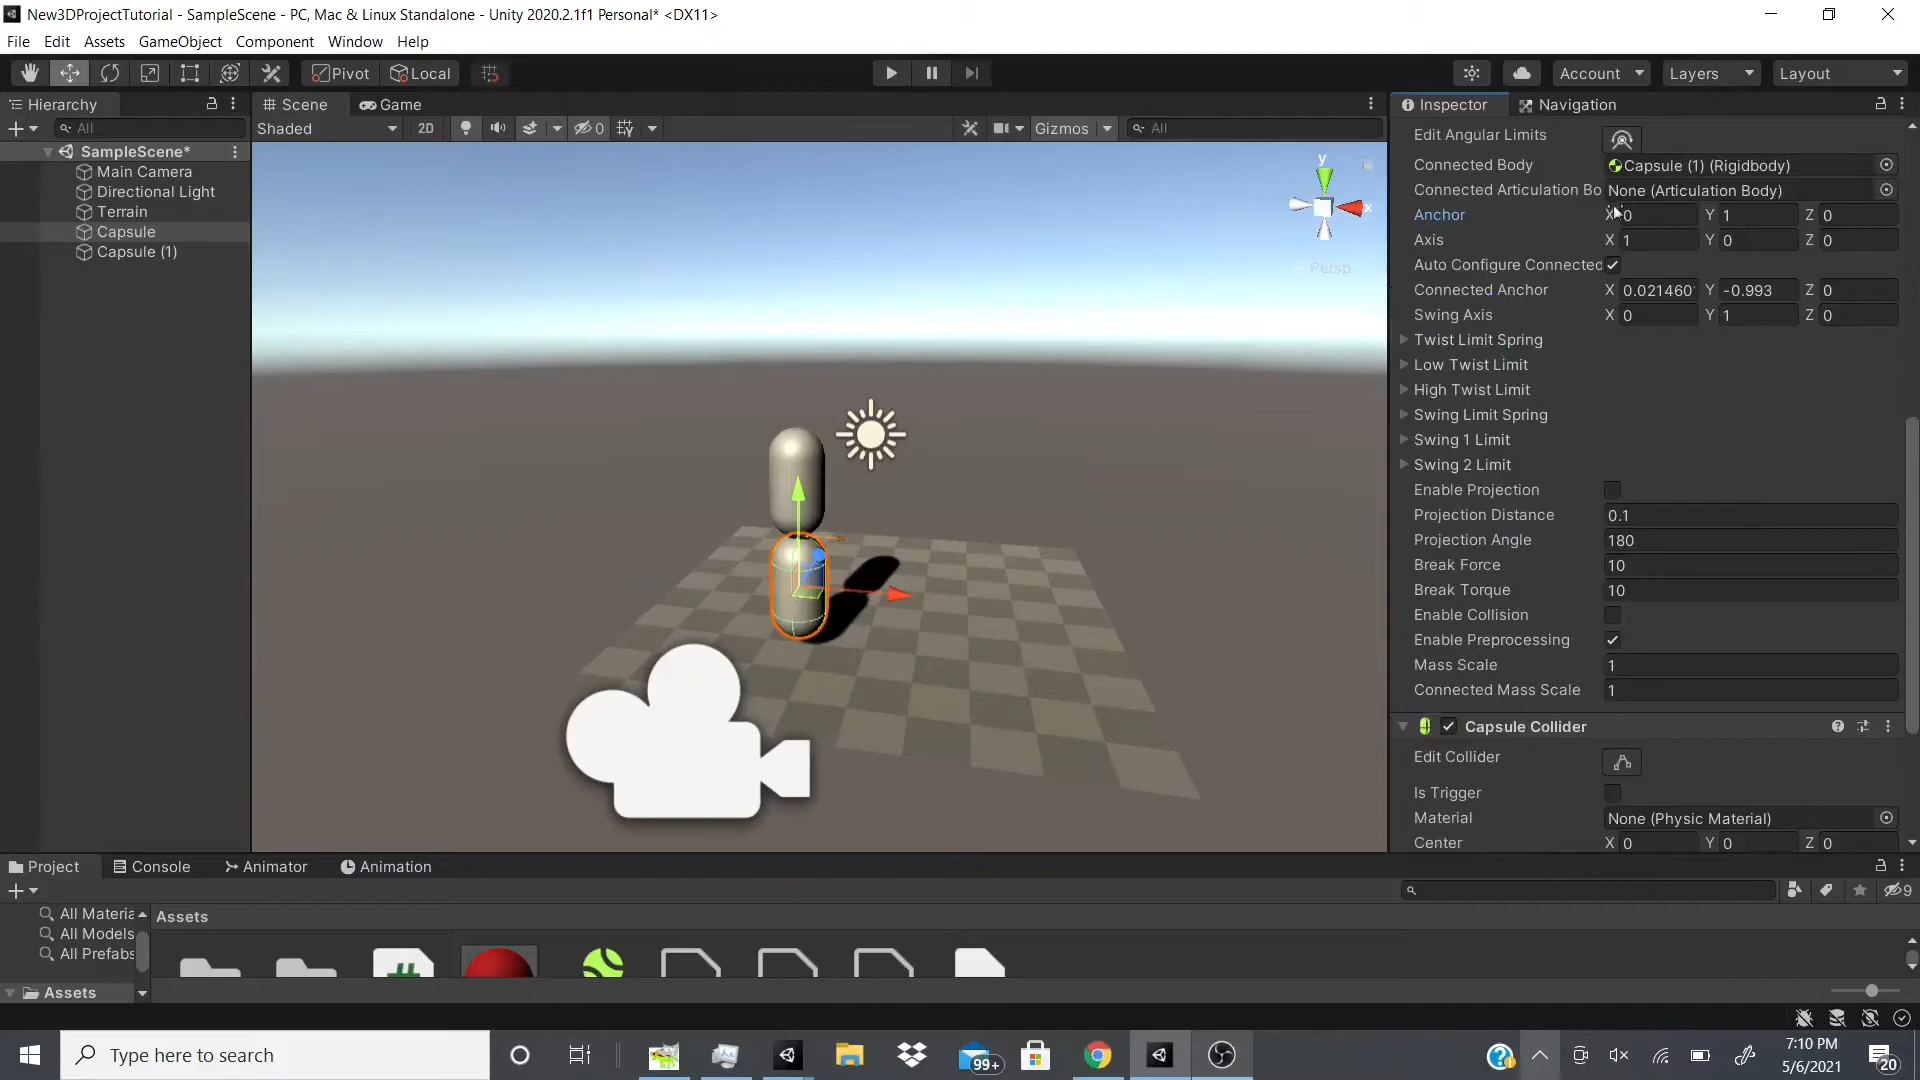 New3DProjectTutorial - SampleScene - PC, Mac & Linux Standalone - Unity 2020.2.1f1 Personal* <DX11>
File Edit Assets GameObject Component Window Help
Pivot Local Account Layers Layout
Hierarchy Scene Game Inspector Navigation
All Shaded 2D 0 Gizmos All
SampleScene*
Main Camera
Directional Light
Terrain
Capsule
Capsule (1)
y
x
Persp
Edit Angular Limits
Connected Body Capsule (1) (Rigidbody)
Connected Articulation Bo None (Articulation Body)
Anchor X 0 Y 1 Z 0
Axis X 1 Y 0 Z 0
Auto Configure Connected
Connected Anchor X 0.021460 Y -0.993 Z 0
Swing Axis X 0 Y 1 Z 0
Twist Limit Spring
Low Twist Limit
High Twist Limit
Swing Limit Spring
Swing 1 Limit
Swing 2 Limit
Enable Projection
Projection Distance 0.1
Projection Angle 180
Break Force 10
Break Torque 10
Enable Collision
Enable Preprocessing
Mass Scale 1
Connected Mass Scale 1
Capsule Collider
Edit Collider
Is Trigger
Material None (Physic Material)
Center X 0 Y 0 Z 0
Project Console Animator Animation
9
All Materia
All Models
All Prefabs
Assets
Assets
#
Type here to search
99+
7:10 PM
5/6/2021
20